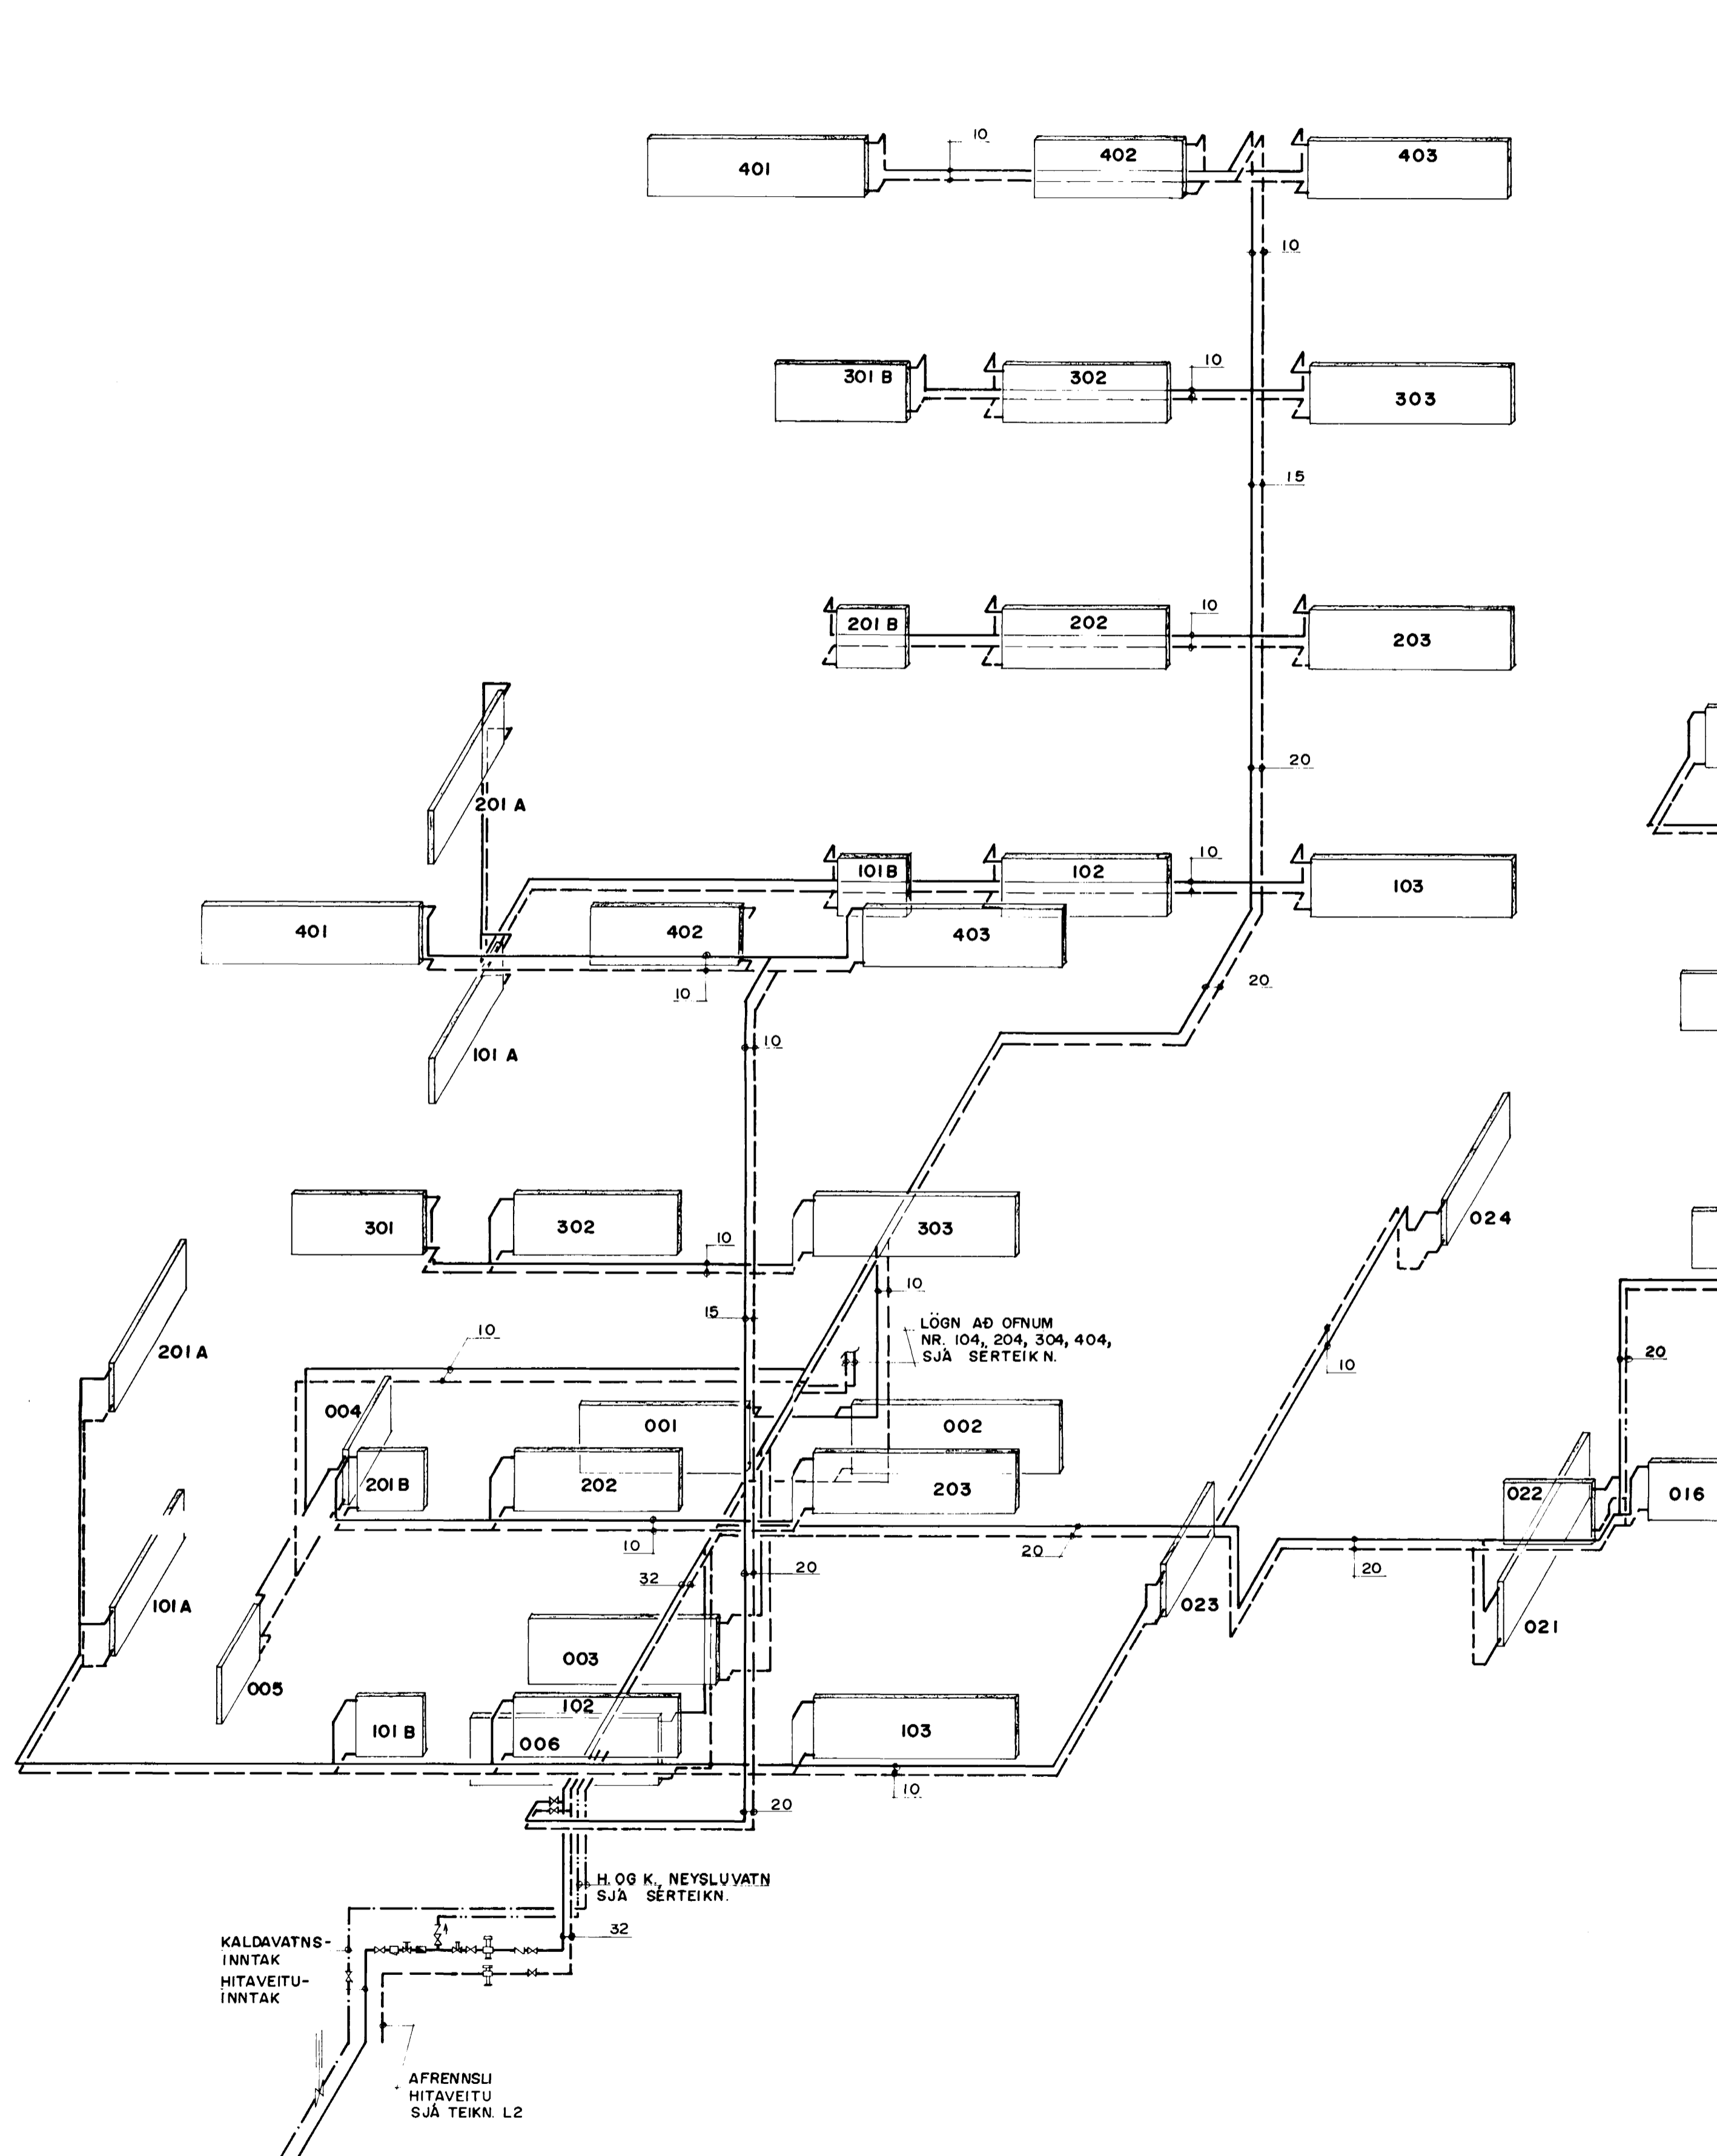 10
401
402
403
10
301 B
302
10
303
15
201 B
202
10
203
20
201 A
101 B
102
10
103
401
402
403
10
20
10
101 A
024
301
302
10
303
10
15
LÖGN AÐ OFNUM
NR. 104, 204, 304, 404,
SJÁ SÉRTEIKN.
10
201 A
10
20
004
001
002
201 B
202
203
022
016
10
20
20
32
20
101 A
023
021
003
005
102
101 B
006
103
10
20
H. OG K. NEYSLUVATN
SJÁ SÉRTEIKN.
32
KALDAVATNS-
INNTAK
HITAVEITU-
INNTAK
AFRENNSLI
HITAVEITU
SJÁ TEIKN. L2